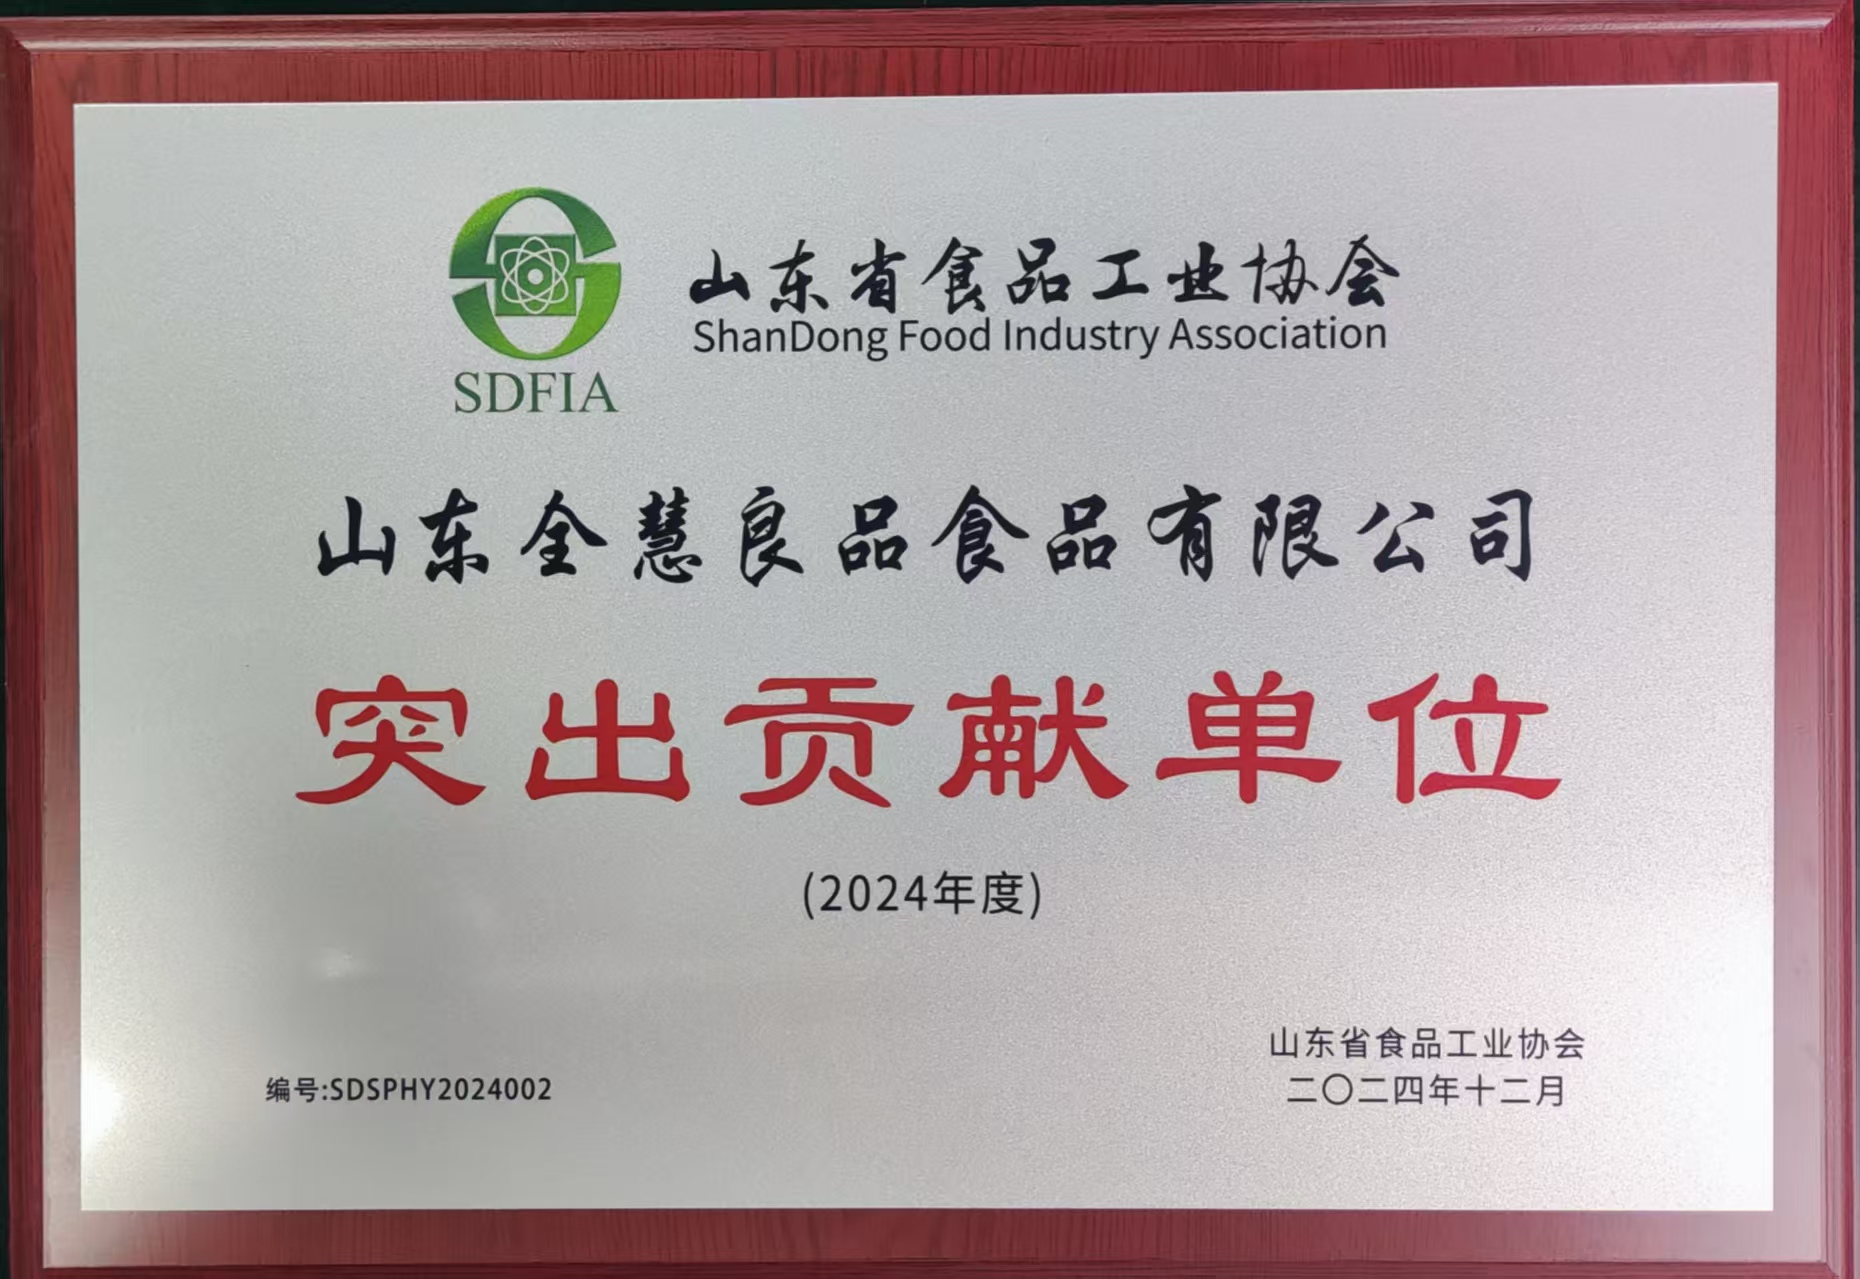 山东省食品工业协会
ShanDong Food Industry Association
SDFIA
山东全慧良品食品有限公司
突出贡献单位
(2024年度)
编号:SDSPHY2024002
山东省食品工业协会
二〇二四年十二月